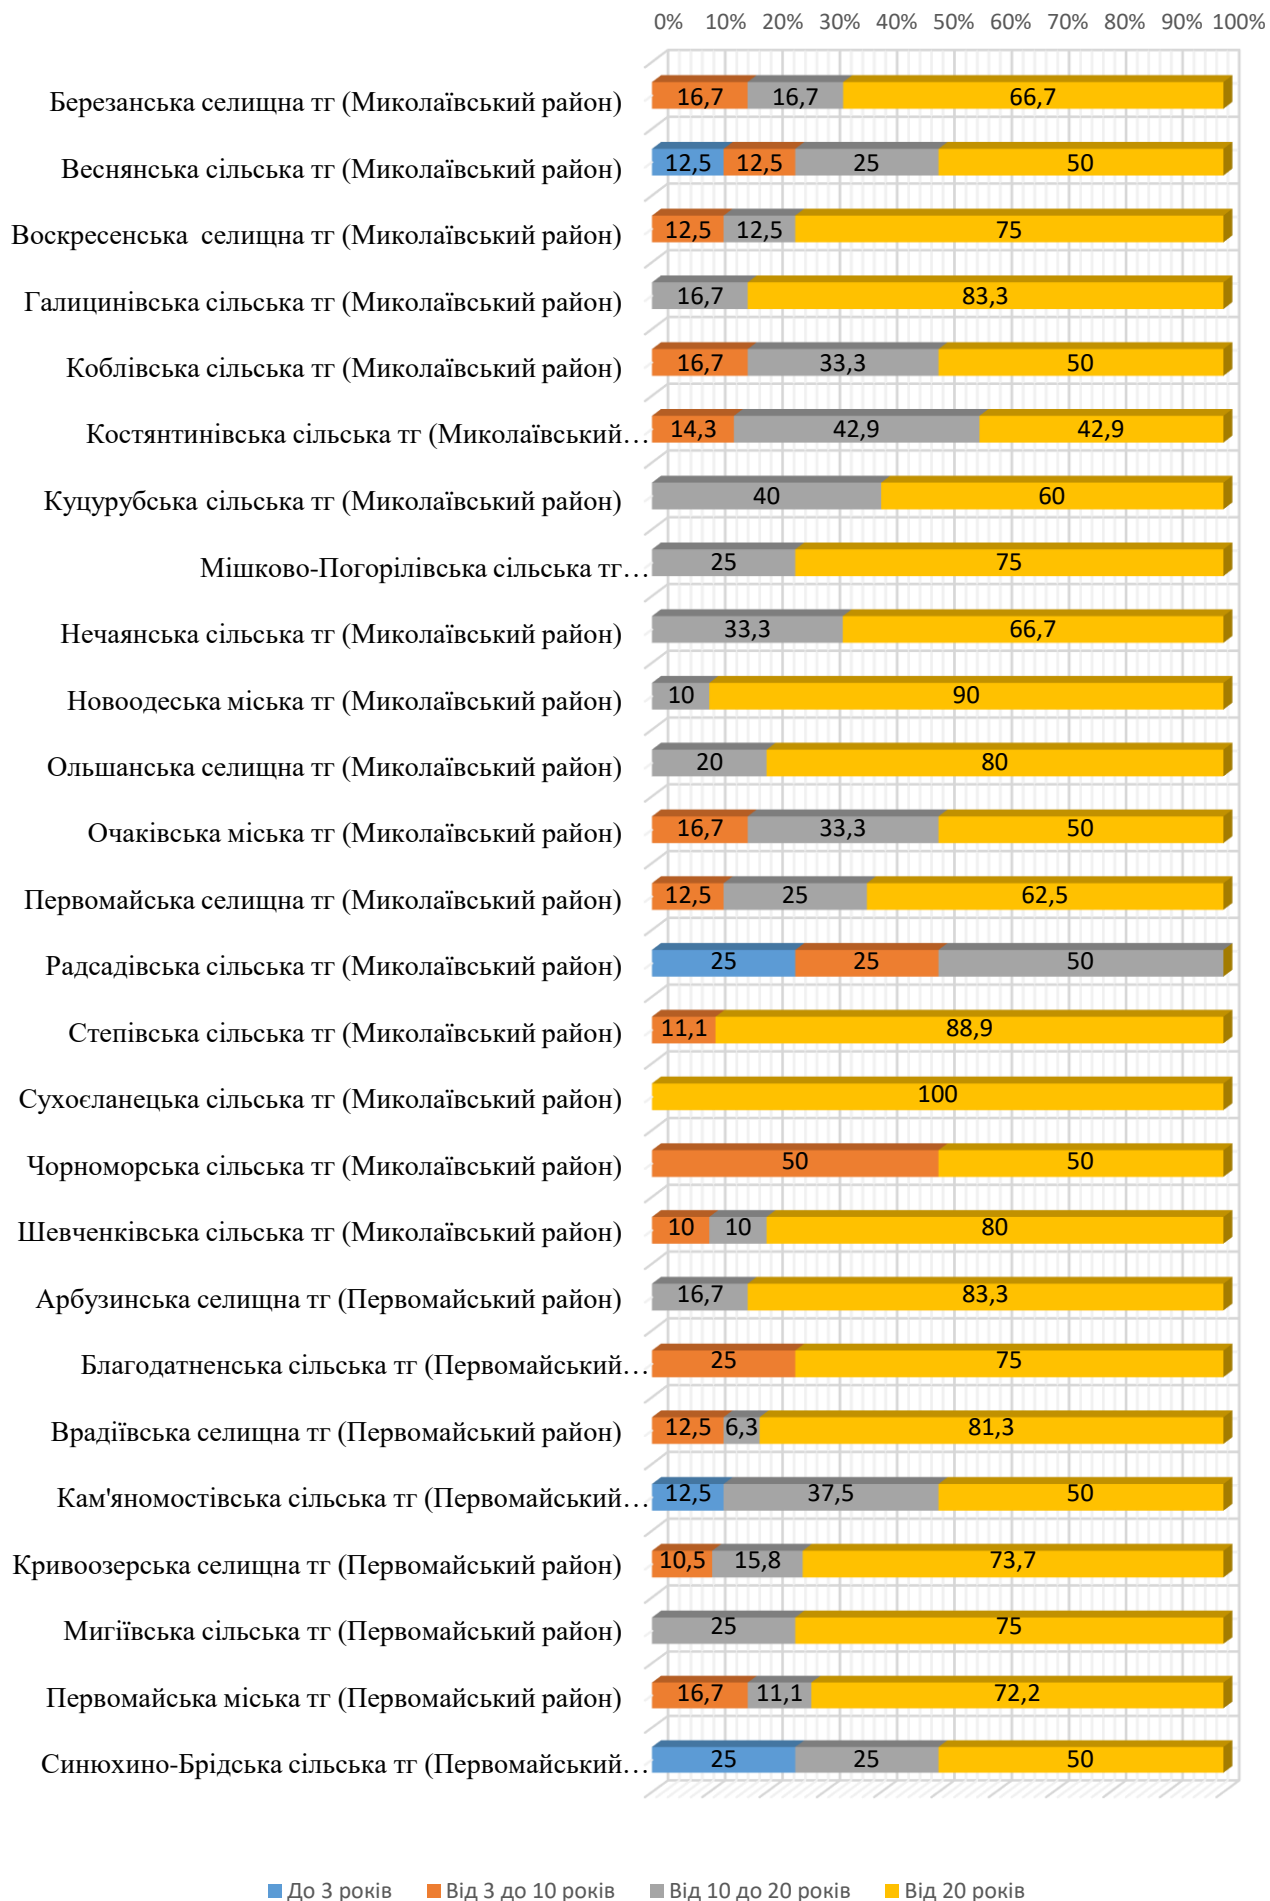 0% 10% 20% 30% 40% 50% 60% 70% 80% 90% 100%
Березанська селищна тг (Миколаївський район) 16,7 16,7 66,7
Веснянська сільська тг (Миколаївський район) 12,5 12,5 25 50
Воскресенська селищна тг (Миколаївський район) 12,5 12,5 75
Галицинівська сільська тг (Миколаївський район) 16,7 83,3
Коблівська сільська тг (Миколаївський район) 16,7 33,3 50
Костянтинівська сільська тг (Миколаївський… 14,3 42,9 42,9
Куцурубська сільська тг (Миколаївський район) 40 60
Мішково-Погорілівська сільська тг… 25 75
Нечаянська сільська тг (Миколаївський район) 33,3 66,7
Новоодеська міська тг (Миколаївський район) 10 90
Ольшанська селищна тг (Миколаївський район) 20 80
Очаківська міська тг (Миколаївський район) 16,7 33,3 50
Первомайська селищна тг (Миколаївський район) 12,5 25 62,5
Радсадівська сільська тг (Миколаївський район) 25 25 50
Степівська сільська тг (Миколаївський район) 11,1 88,9
Сухоєланецька сільська тг (Миколаївський район) 100
Чорноморська сільська тг (Миколаївський район) 50 50
Шевченківська сільська тг (Миколаївський район) 10 10 80
Арбузинська селищна тг (Первомайський район) 16,7 83,3
Благодатненська сільська тг (Первомайський… 25 75
Врадіївська селищна тг (Первомайський район) 12,5 6,3 81,3
Кам'яномостівська сільська тг (Первомайський… 12,5 37,5 50
Кривоозерська селищна тг (Первомайський район) 10,5 15,8 73,7
Мигіївська сільська тг (Первомайський район) 25 75
Первомайська міська тг (Первомайський район) 16,7 11,1 72,2
Синюхино-Брідська сільська тг (Первомайський… 25 25 50
До 3 років Від 3 до 10 років Від 10 до 20 років Від 20 років